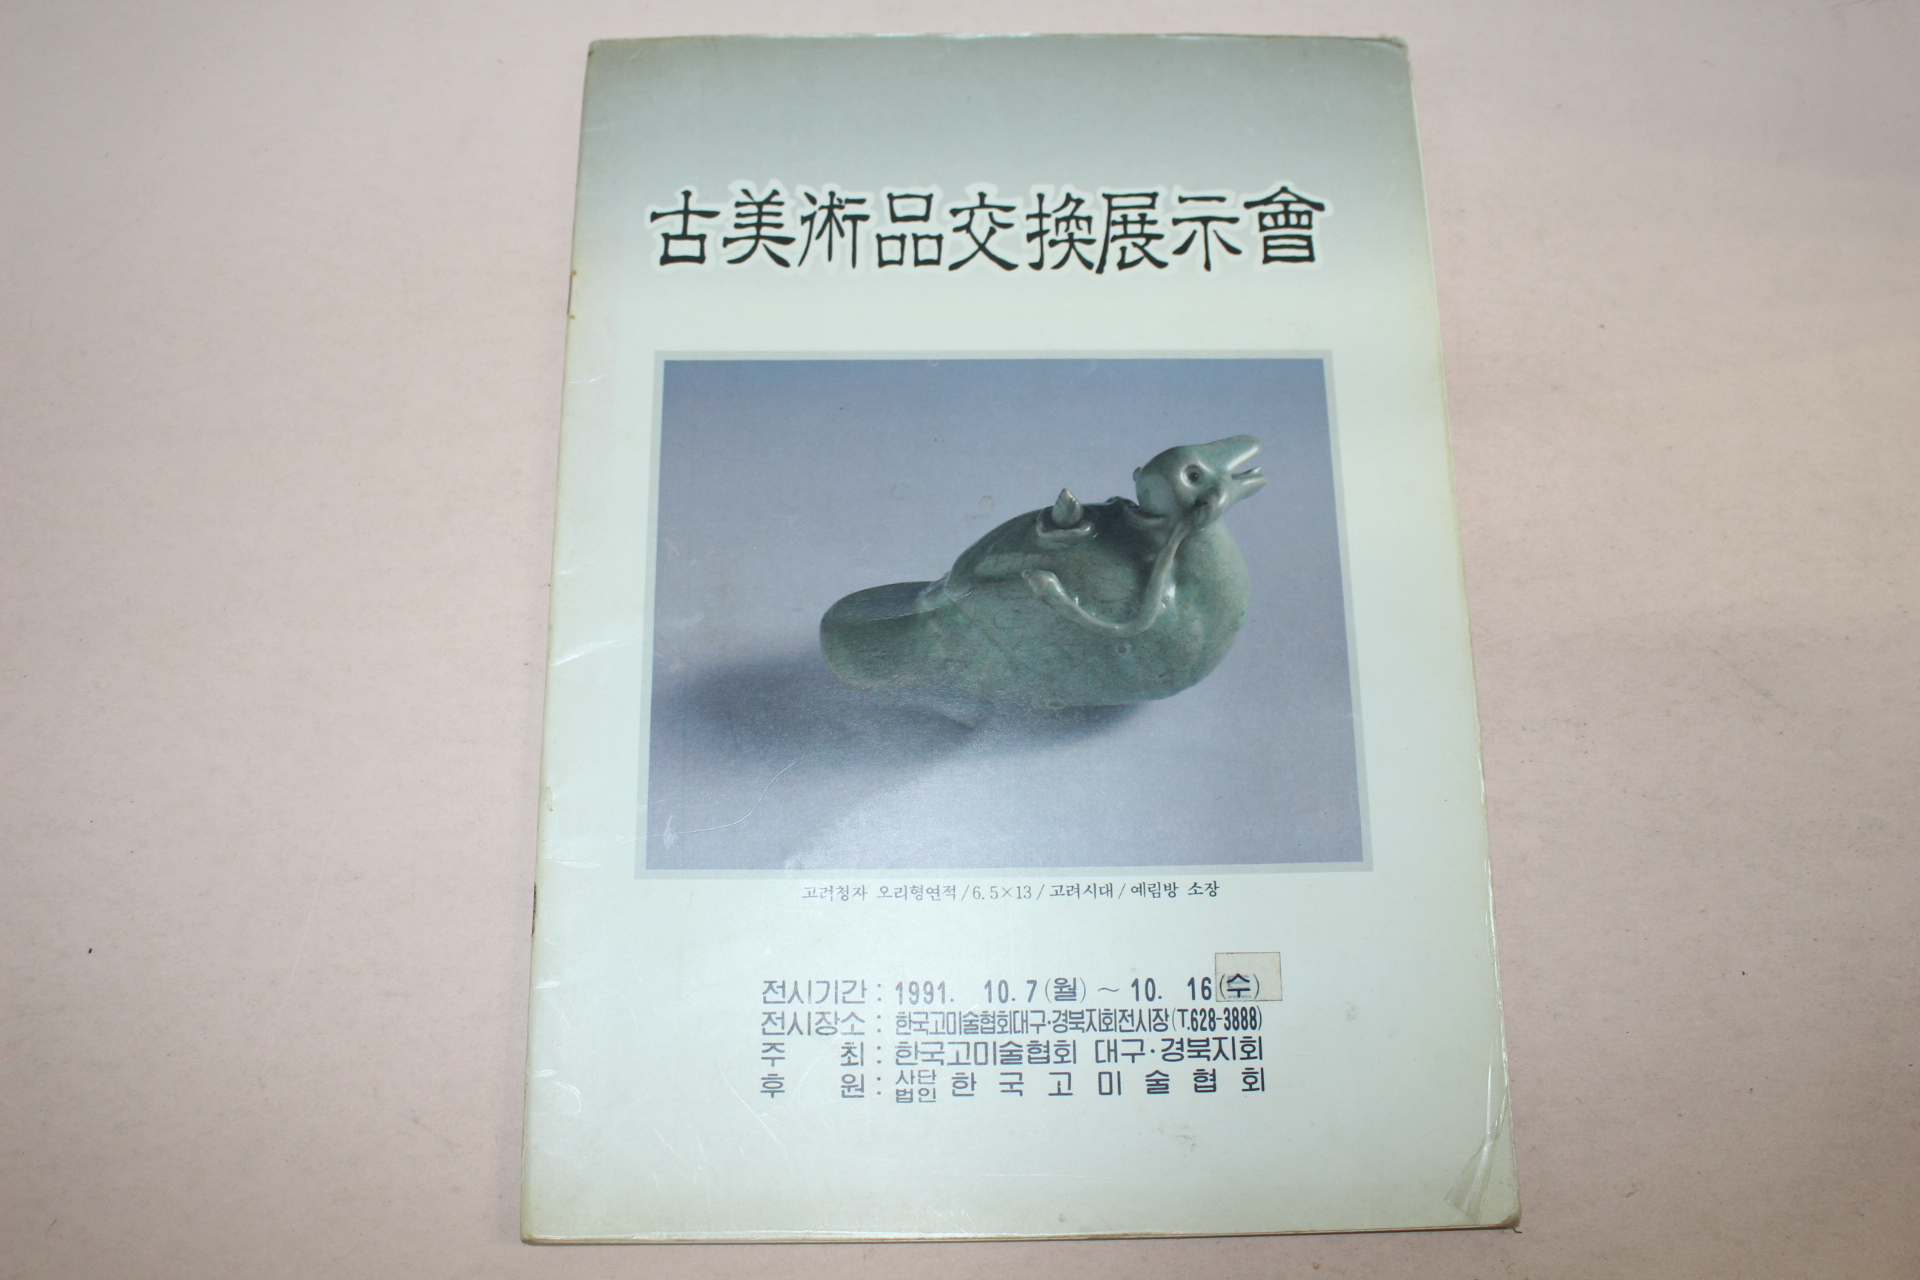 古美術品交換展示會
고려청자 오리형연적/6.5×13/고려시대/예림방 소장
전시기간 : 1991. 10. 7 (월) ~ 10. 16 (수)
전시장소 : 한국고미술협회대구·경북지회전시장(T.628-3888)
주 최 : 한국고미술협회 대구·경북지회
후 원 : 사단법인 한국고미술협회